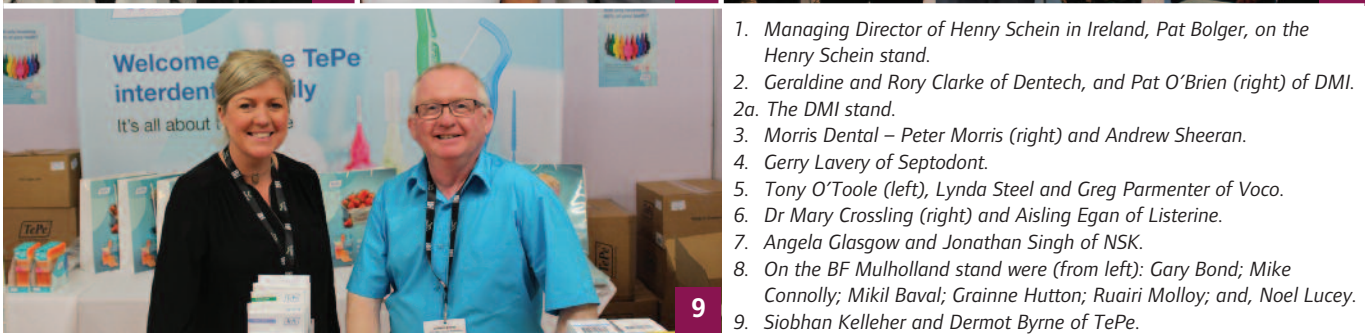 Welcome TePe
interden ily
It's all about
TePe
9
1. Managing Director of Henry Schein in Ireland, Pat Bolger, on the
Henry Schein stand.
2. Geraldine and Rory Clarke of Dentech, and Pat O'Brien (right) of DMI.
2a. The DMI stand.
3. Morris Dental – Peter Morris (right) and Andrew Sheeran.
4. Gerry Lavery of Septodont.
5. Tony O'Toole (left), Lynda Steel and Greg Parmenter of Voco.
6. Dr Mary Crossling (right) and Aisling Egan of Listerine.
7. Angela Glasgow and Jonathan Singh of NSK.
8. On the BF Mulholland stand were (from left): Gary Bond; Mike
Connolly; Mikil Baval; Grainne Hutton; Ruairi Molloy; and, Noel Lucey.
9. Siobhan Kelleher and Dermot Byrne of TePe.